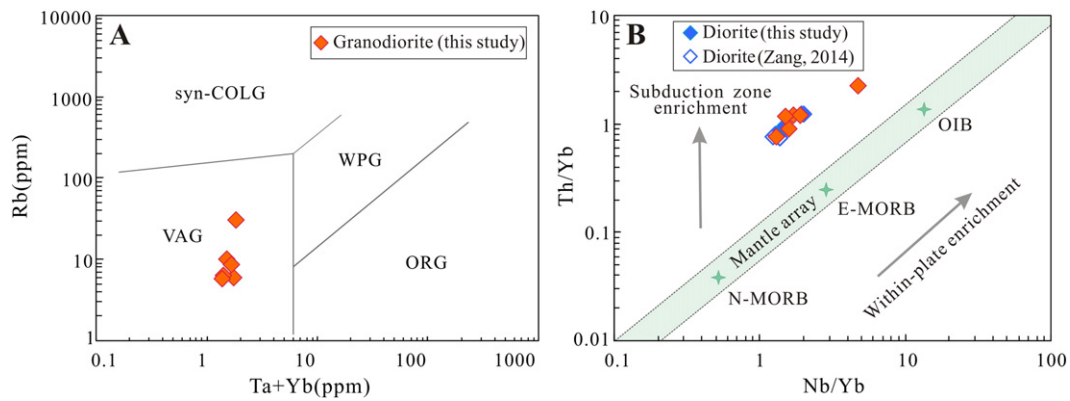 A
Granodiorite (this study)
syn-COLG
WPG
VAG
ORG
Rb(ppm)
10000
1000
100
10
1
0.1
1
10
100
1000
Ta+Yb(ppm)
B
Diorite (this study)
Diorite (Zang, 2014)
Subduction zone
enrichment
OIB
E-MORB
Mantle array
N-MORB
Within-plate enrichment
Th/Yb
10
1
0.1
0.01
0.1
1
10
100
Nb/Yb